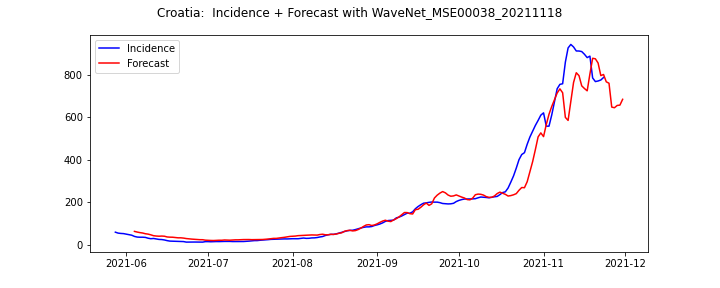 Croatia:  Incidence + Forecast with WaveNet_MSE00038_20211118
Incidence
Forecast
800
600
400
200
0
2021-06 2021-07 2021-08 2021-09 2021-10 2021-11 2021-12